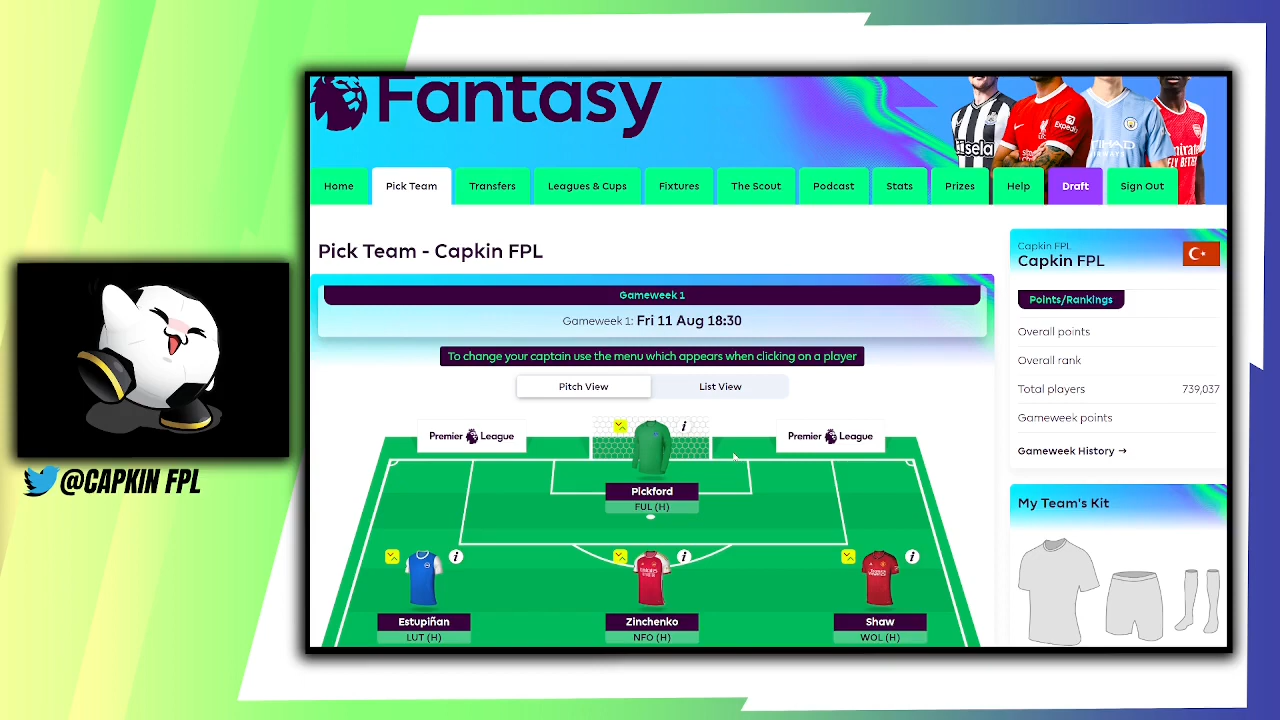 Fantasy
Home
Pick Team
Transfers
Leagues & Cups
Fixtures
The Scout
Podcast
Stats
Prizes
Help
Draft
Sign Out
Pick Team - Capkin FPL
Gameweek 1
Gameweek 1: Fri 11 Aug 18:30
To change your captain use the menu which appears when clicking on a player
Pitch View
List View
Premier League
Premier League
i
Pickford
FUL (H)
i
i
i
Estupiñan
LUT (H)
Zinchenko
NFO (H)
Shaw
WOL (H)
Capkin FPL
Capkin FPL
Points/Rankings
Overall points
Overall rank
Total players 739,037
Gameweek points
Gameweek History →
My Team's Kit
@CAPKIN FPL